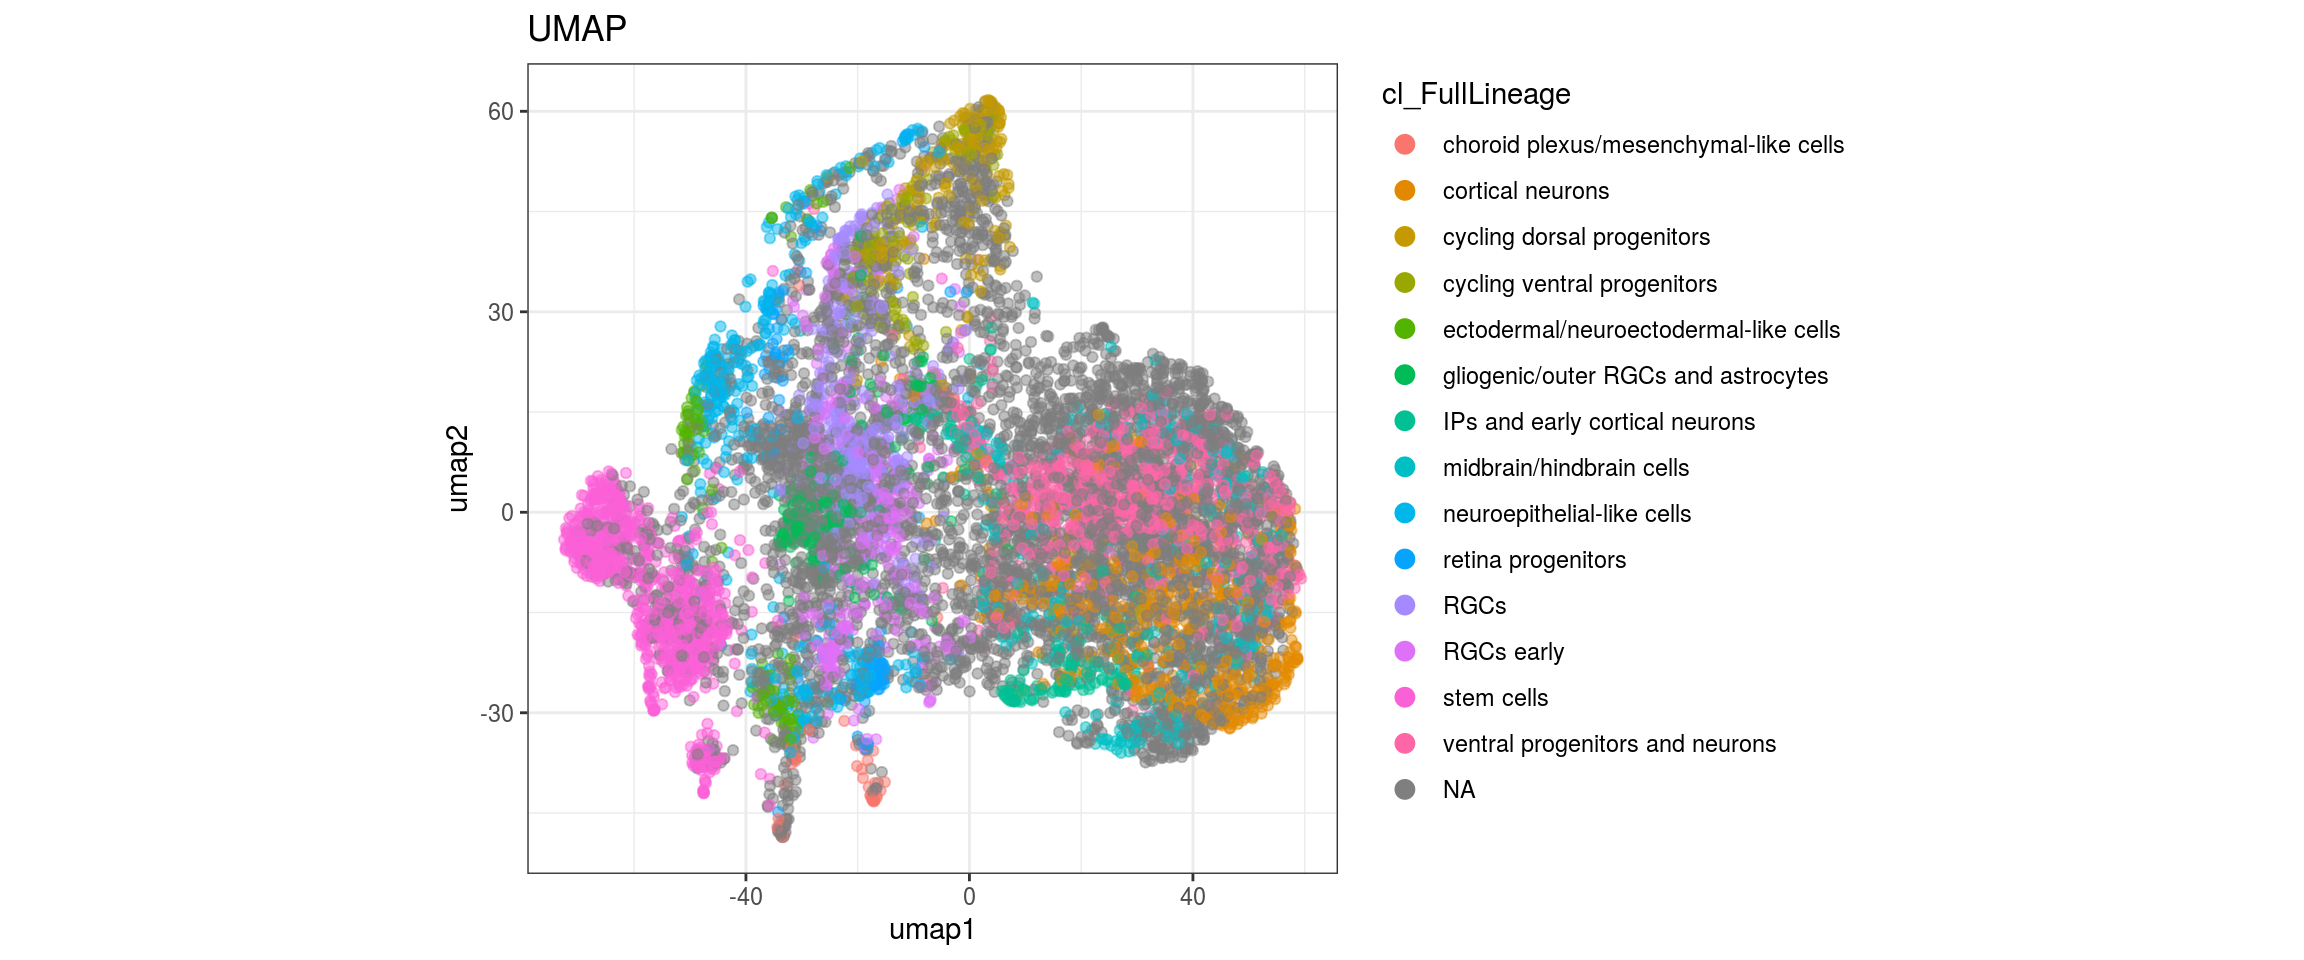 UMAP
60
30
0
-30
umap2
-40
0
40
umap1
cl_FullLineage
choroid plexus/mesenchymal-like cells
cortical neurons
cycling dorsal progenitors
cycling ventral progenitors
ectodermal/neuroectodermal-like cells
gliogenic/outer RGCs and astrocytes
IPs and early cortical neurons
midbrain/hindbrain cells
neuroepithelial-like cells
retina progenitors
RGCs
RGCs early
stem cells
ventral progenitors and neurons
NA